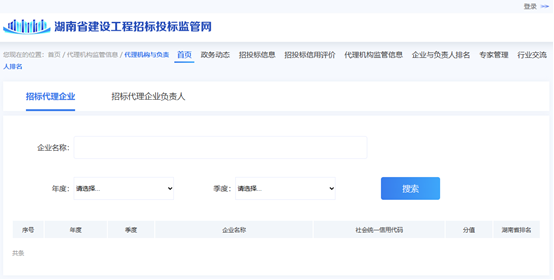 登录 >>
湖南省建设工程招标投标监管网
您现在的位置：首页 / 代理机构监管信息 / 代理机构与负责
人排名
首页 政务动态 招投标信息 招投标信用评价 代理机构监管信息 企业与负责人排名 专家管理 行业交流
招标代理企业 招标代理企业负责人
企业名称:
年度: 请选择... 季度: 请选择... 搜索
序号 年度 季度 企业名称 社会统一信用代码 分值 湖南省排名
共条